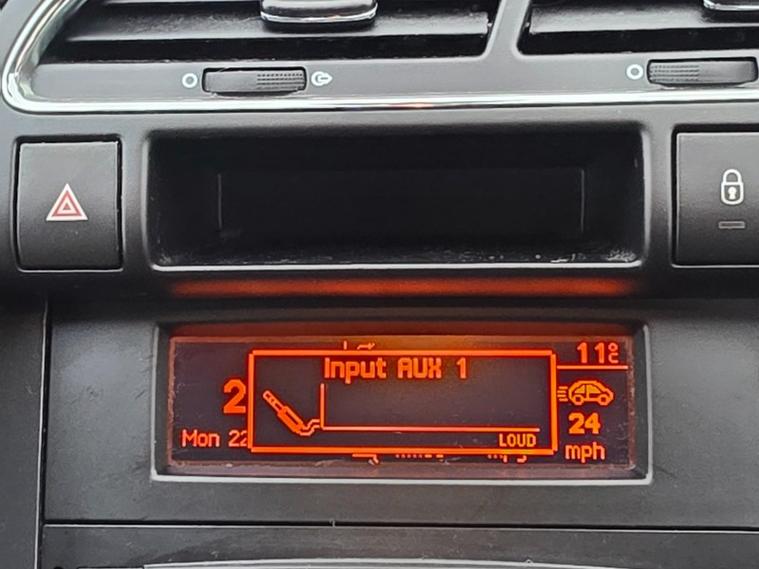 Input AUX 1
11°C
2
24
Mon 22
LOUD
mph